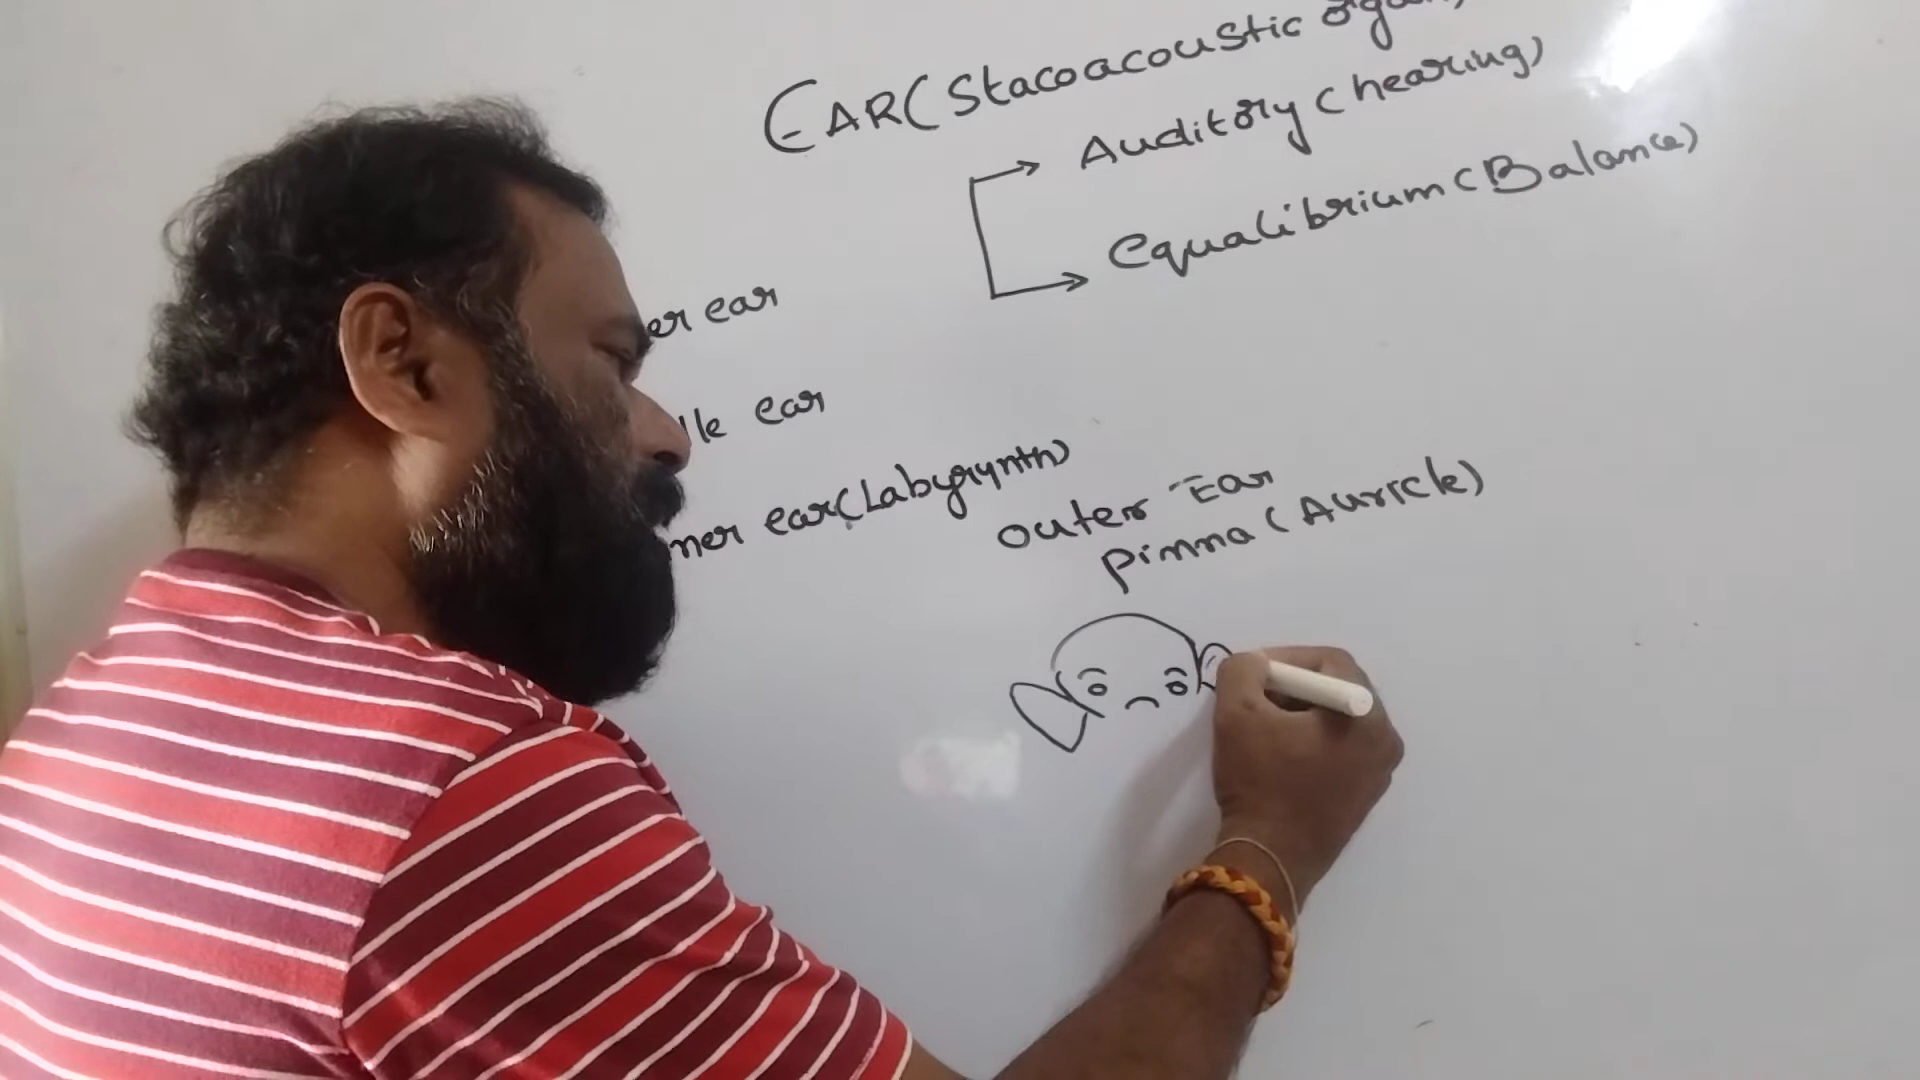 EAR (Stacoacoustic
Auditory (hearing)
equalibrium (Balance)
er ear
lle ear
ner ear (Labyrynth)
outer Ear
pinna (Auricle)